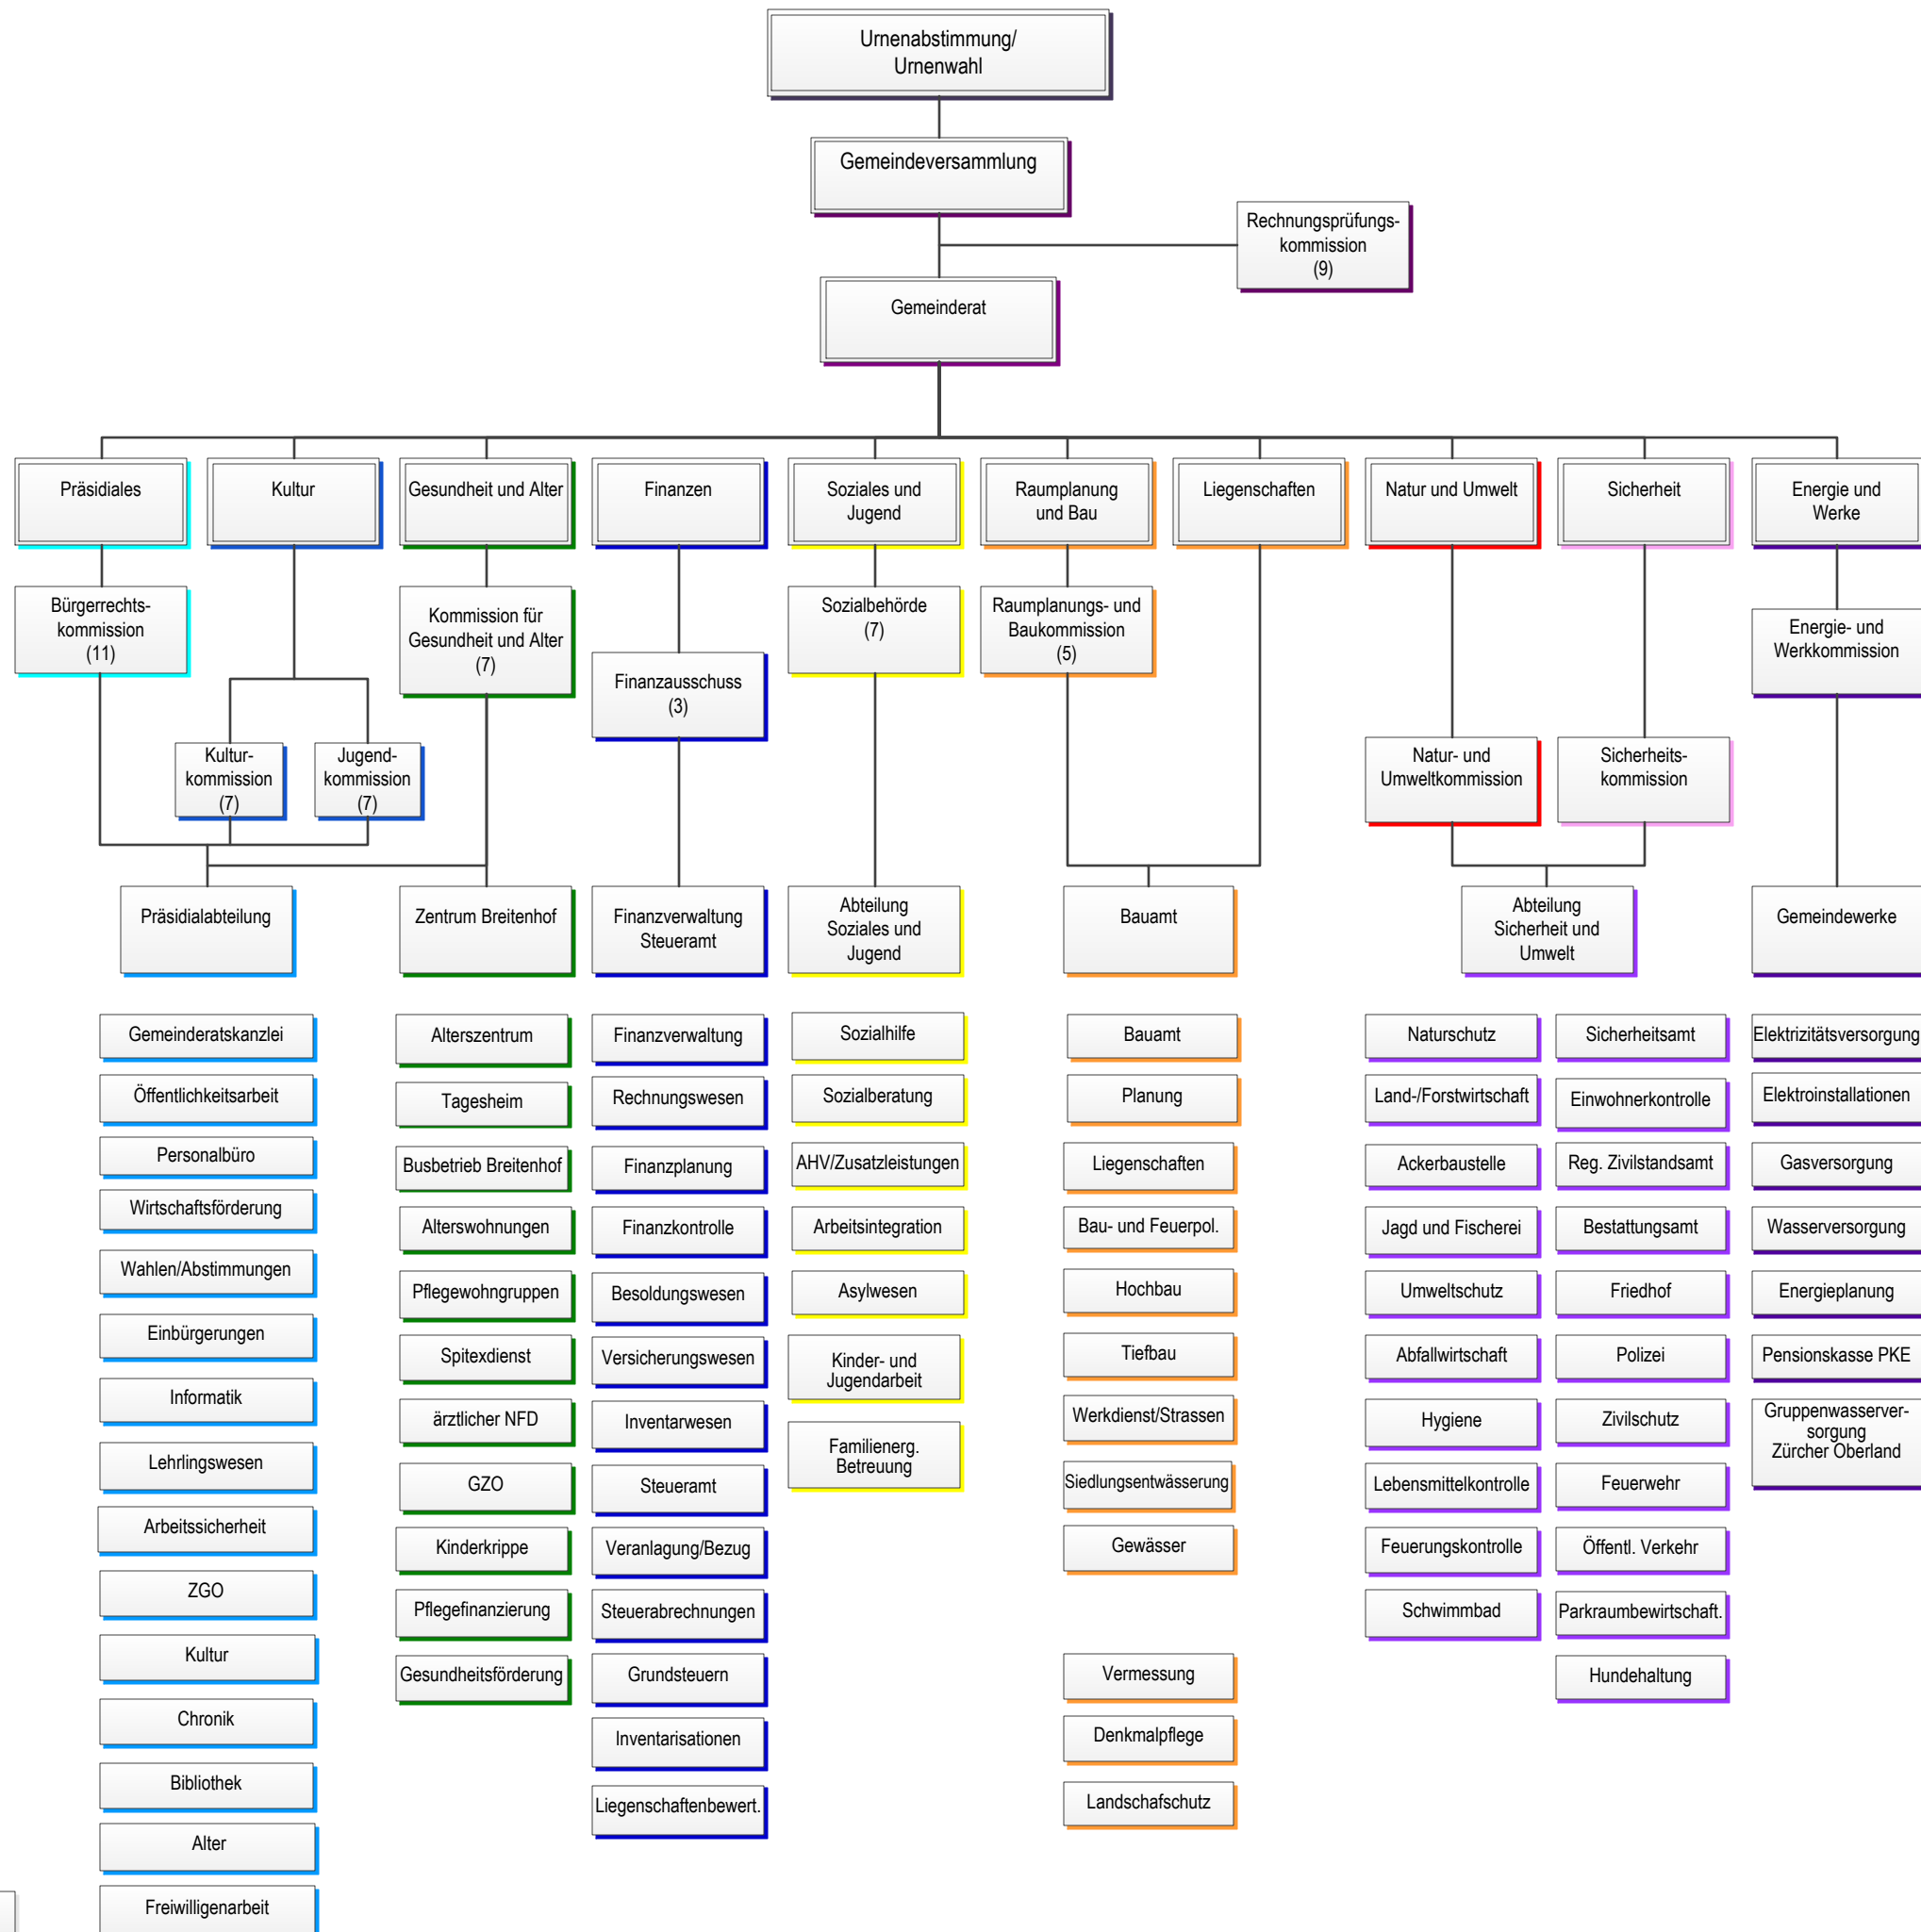 Urnenabstimmung/
Urnenwahl
Gemeindeversammlung
Rechnungsprüfungs-
kommission
(9)
Gemeinderat
Präsidiales
Kultur
Gesundheit und Alter
Finanzen
Soziales und
Jugend
Raumplanung
und Bau
Liegenschaften
Natur und Umwelt
Sicherheit
Energie und
Werke
Bürgerrechts-
kommission
(11)
Kommission für
Gesundheit und Alter
(7)
Finanzausschuss
(3)
Sozialbehörde
(7)
Raumplanungs- und
Baukommission
(5)
Energie- und
Werkkommission
Kultur-
kommission
(7)
Jugend-
kommission
(7)
Natur- und
Umweltkommission
Sicherheits-
kommission
Präsidialabteilung
Zentrum Breitenhof
Finanzverwaltung
Steueramt
Abteilung
Soziales und
Jugend
Bauamt
Abteilung
Sicherheit und
Umwelt
Gemeindewerke
Gemeinderatskanzlei
Öffentlichkeitsarbeit
Personalbüro
Wirtschaftsförderung
Wahlen/Abstimmungen
Einbürgerungen
Informatik
Lehrlingswesen
Arbeitssicherheit
ZGO
Kultur
Chronik
Bibliothek
Alter
Freiwilligenarbeit
Alterszentrum
Tagesheim
Busbetrieb Breitenhof
Alterswohnungen
Pflegewohngruppen
Spitexdienst
ärztlicher NFD
GZO
Kinderkrippe
Pflegefinanzierung
Gesundheitsförderung
Finanzverwaltung
Rechnungswesen
Finanzplanung
Finanzkontrolle
Besoldungswesen
Versicherungswesen
Inventarwesen
Steueramt
Veranlagung/Bezug
Steuerabrechnungen
Grundsteuern
Inventarisationen
Liegenschaftenbewert.
Sozialhilfe
Sozialberatung
AHV/Zusatzleistungen
Arbeitsintegration
Asylwesen
Kinder- und
Jugendarbeit
Familienerg.
Betreuung
Bauamt
Planung
Liegenschaften
Bau- und Feuerpol.
Hochbau
Tiefbau
Werkdienst/Strassen
Siedlungsentwässerung
Gewässer
Vermessung
Denkmalpflege
Landschafschutz
Naturschutz
Land-/Forstwirtschaft
Ackerbaustelle
Jagd und Fischerei
Umweltschutz
Abfallwirtschaft
Hygiene
Lebensmittelkontrolle
Feuerungskontrolle
Schwimmbad
Sicherheitsamt
Einwohnerkontrolle
Reg. Zivilstandsamt
Bestattungsamt
Friedhof
Polizei
Zivilschutz
Feuerwehr
Öffentl. Verkehr
Parkraumbewirtschaft.
Hundehaltung
Elektrizitätsversorgung
Elektroinstallationen
Gasversorgung
Wasserversorgung
Energieplanung
Pensionskasse PKE
Gruppenwasserver-
sorgung
Zürcher Oberland